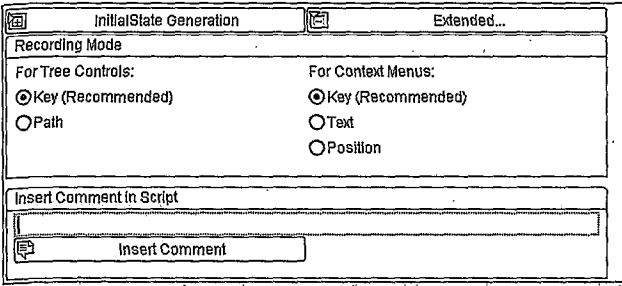 InitialState Generation
Extended...
Recording Mode
For Tree Controls:
For Context Menus:
Key (Recommended)
Key (Recommended)
Path
Text
Position
Insert Comment in Script
Insert Comment